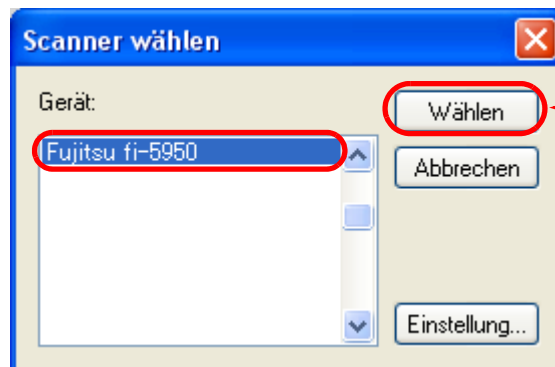 Scanner wählen
Gerät:
Fujitsu fi-5950
Wählen
Abbrechen
Einstellung...